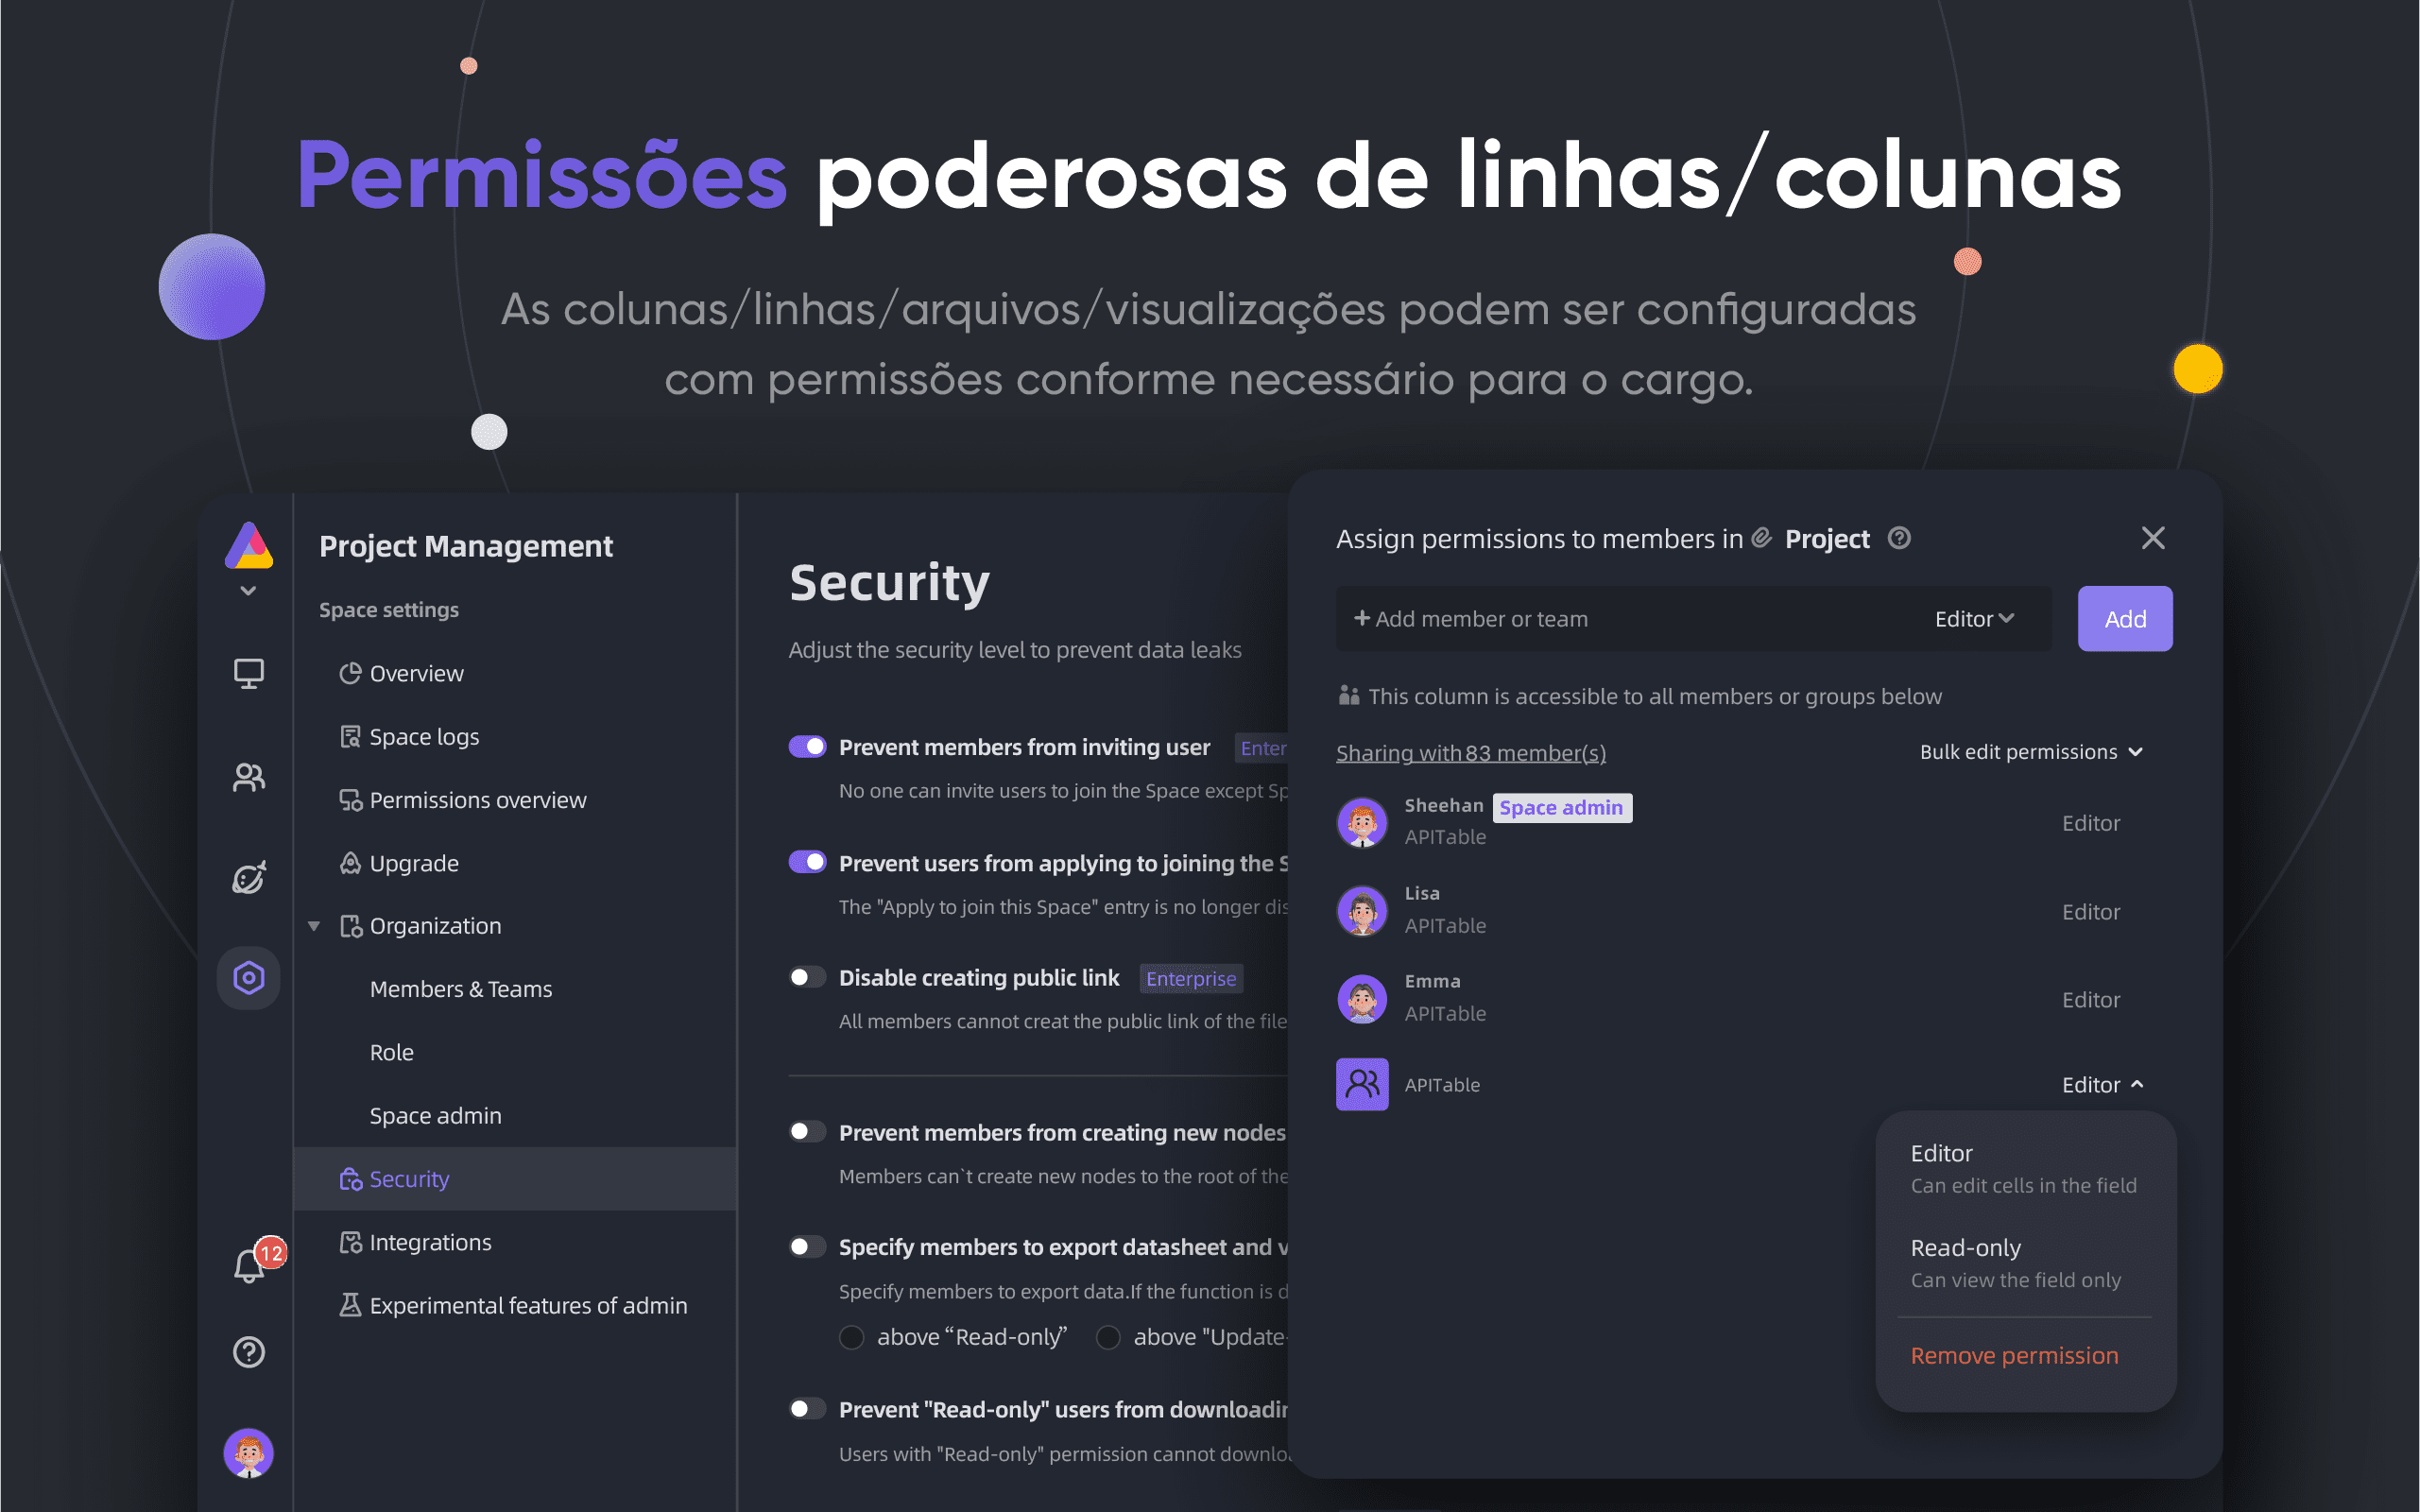 Permissões poderosas de linhas/colunas
As colunas/linhas/arquivos/visualizações podem ser configuradas
com permissões conforme necessário para o cargo.
Project Management
Space settings
Overview
Space logs
Permissions overview
Upgrade
Organization
Members & Teams
Role
Space admin
Security
Integrations
Experimental features of admin
12
Security
Adjust the security level to prevent data leaks
Prevent members from inviting user Enter
No one can invite users to join the Space except Sp
Prevent users from applying to joining the S
The "Apply to join this Space" entry is no longer dis
Disable creating public link Enterprise
All members cannot creat the public link of the file
Prevent members from creating new nodes
Members can`t create new nodes to the root of the
Specify members to export datasheet and v
Specify members to export data.If the function is d
above “Read-only” above "Update-
Prevent "Read-only" users from downloadin
Users with "Read-only" permission cannot downloa
Assign permissions to members in Project
+ Add member or team Editor Add
This column is accessible to all members or groups below
Sharing with 83 member(s) Bulk edit permissions
Sheehan Space admin
APITable Editor
Lisa
APITable Editor
Emma
APITable Editor
APITable Editor
Editor
Can edit cells in the field
Read-only
Can view the field only
Remove permission